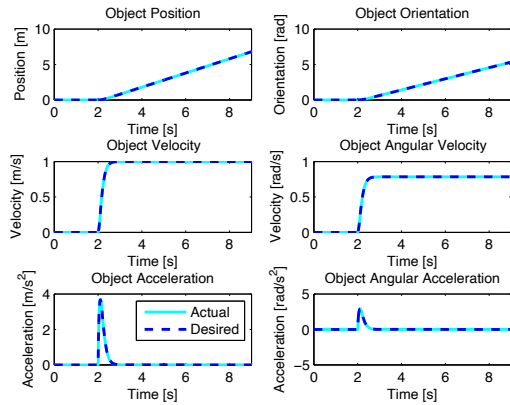 Object Position
Position [m]
10
5
0
0 2 4 6 8
Time [s]
Object Orientation
Orientation [rad]
10
5
0
0 2 4 6 8
Time [s]
Object Velocity
Velocity [m/s]
1
0.5
0
0 2 4 6 8
Time [s]
Object Angular Velocity
Velocity [rad/s]
1
0.5
0
0 2 4 6 8
Time [s]
Object Acceleration
Acceleration [m/s²]
4
2
0
0 2 4 6 8
Time [s]
Actual
Desired
Object Angular Acceleration
Acceleration [rad/s²]
5
0
−5
0 2 4 6 8
Time [s]